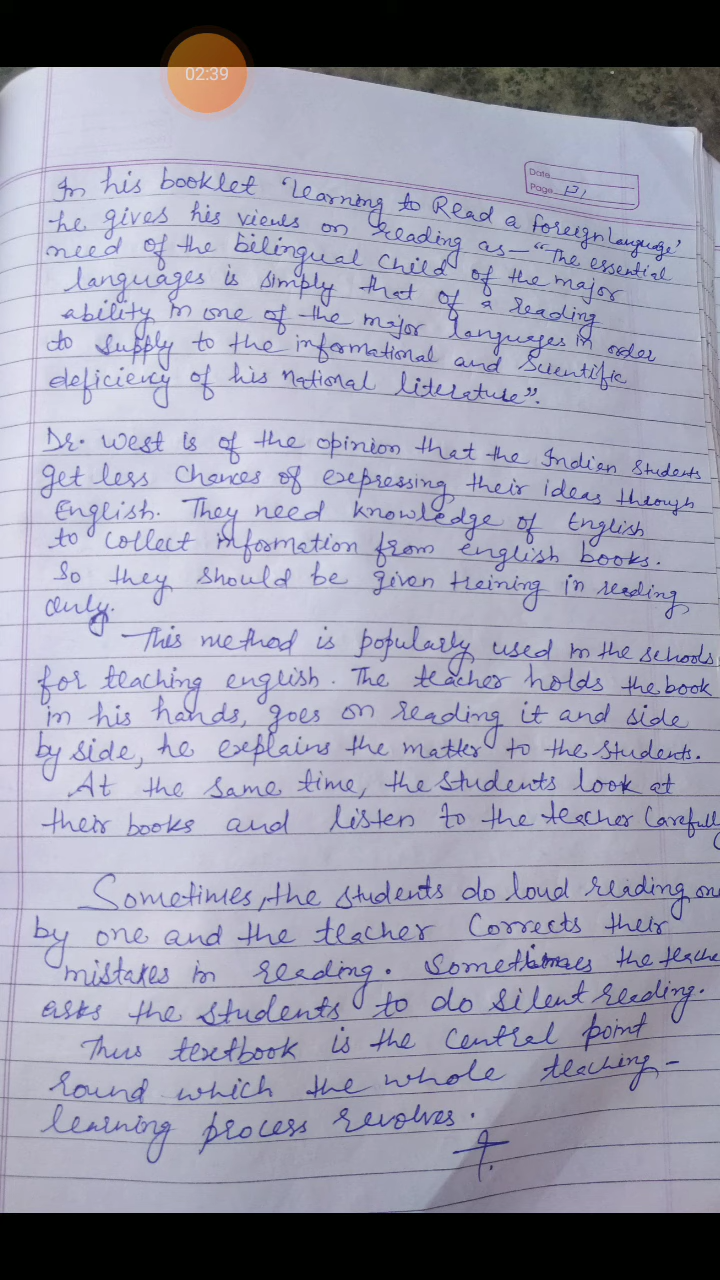 02:39
Date
Page P1
In his booklet 'Learning to Read a foreign language'
he gives his views on reading as - "The essential
need of the bilingual child of the major
languages is simply that of a reading
ability in one of the major languages in order
to supply to the informational and Scientific
deficiency of his national literature".
Dr. West is of the opinion that the Indian Students
get less Chances of expressing their ideas through
English. They need knowledge of English
to collect information from english books.
So they should be given treining in reading
only.
This method is popularly used in the schools
for teaching english. The teacher holds the book
in his hands, goes on reading it and side
by side, he explains the matter to the students.
At the same time, the students look at
their books and listen to the teacher Carefully
Sometimes, the students do loud reading one
by one and the teacher Corrects their
mistakes in reading. Sometimes the teache
asks the students to do silent reading.
Thus textbook is the central point
round which the whole teaching-
learning process revolves.